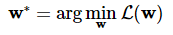 w* = arg min_w L(w)